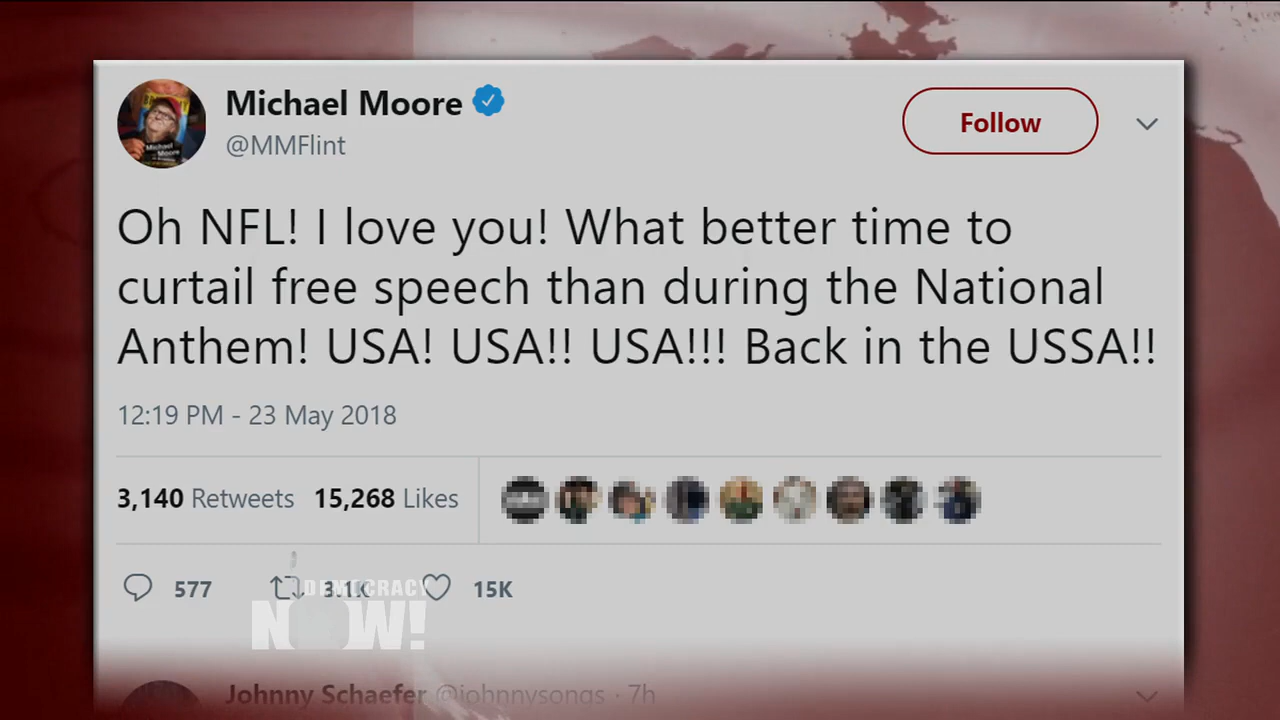 Michael Moore
@MMFlint
Follow
Oh NFL! I love you! What better time to
curtail free speech than during the National
Anthem! USA! USA!! USA!!! Back in the USSA!!
12:19 PM - 23 May 2018
3,140 Retweets 15,268 Likes
577 3.1K 15K
DEMOCRACY
NOW!
Johnny Schaefer @johnnysongs · 7h